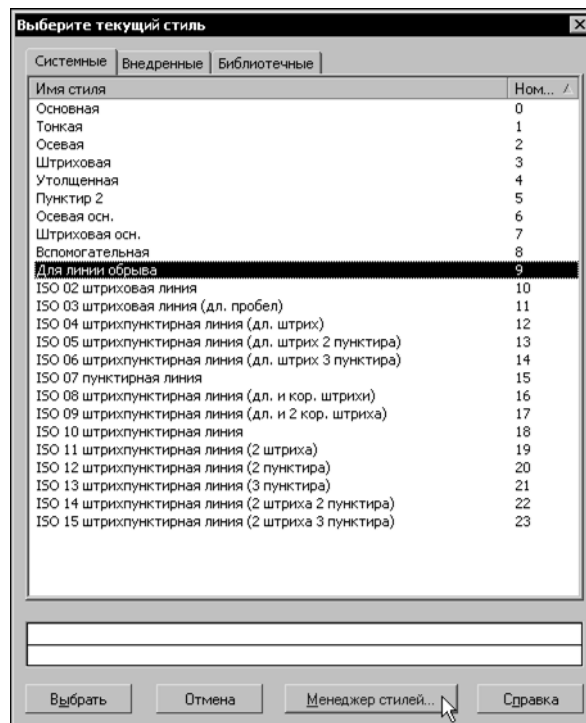 Выберите текущий стиль
Системные Внедренные Библиотечные
Имя стиля Ном...
Основная 0
Тонкая 1
Осевая 2
Штриховая 3
Утолщенная 4
Пунктир 2 5
Осевая осн. 6
Штриховая осн. 7
Вспомогательная 8
Для линии обрыва 9
ISO 02 штриховая линия 10
ISO 03 штриховая линия (дл. пробел) 11
ISO 04 штрихпунктирная линия (дл. штрих) 12
ISO 05 штрихпунктирная линия (дл. штрих 2 пунктира) 13
ISO 06 штрихпунктирная линия (дл. штрих 3 пунктира) 14
ISO 07 пунктирная линия 15
ISO 08 штрихпунктирная линия (дл. и кор. штрихи) 16
ISO 09 штрихпунктирная линия (дл. и 2 кор. штриха) 17
ISO 10 штрихпунктирная линия 18
ISO 11 штрихпунктирная линия (2 штриха) 19
ISO 12 штрихпунктирная линия (2 пунктира) 20
ISO 13 штрихпунктирная линия (3 пунктира) 21
ISO 14 штрихпунктирная линия (2 штриха 2 пунктира) 22
ISO 15 штрихпунктирная линия (2 штриха 3 пунктира) 23
Выбрать Отмена Менеджер стилей... Справка